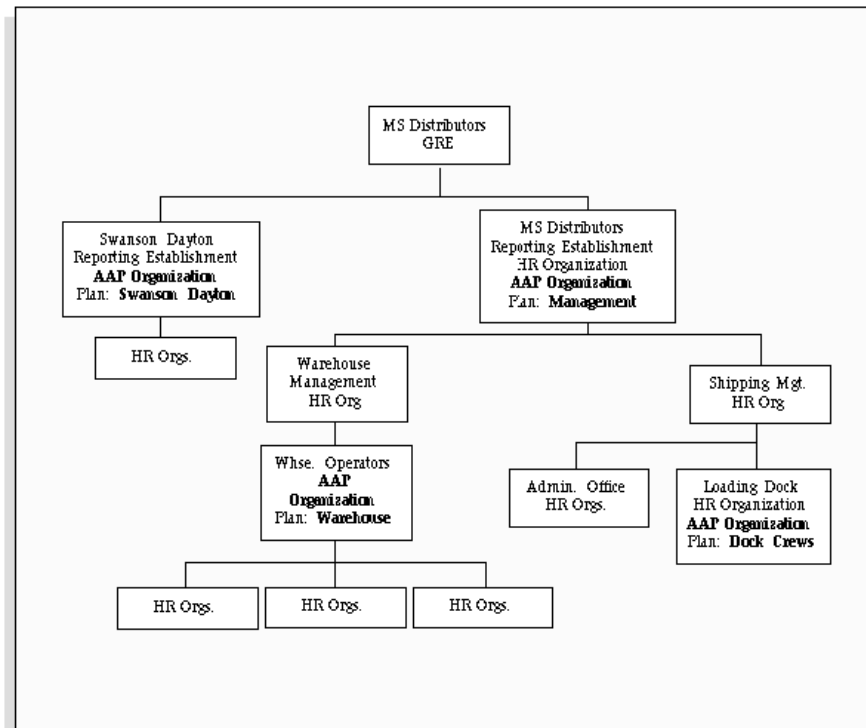 MS Distributors
GRE
Swanson Dayton
Reporting Establishment
AAP Organization
Plan: Swanson Dayton
MS Distributors
Reporting Establishment
HR Organization
AAP Organization
Plan: Management
HR Orgs.
Warehouse
Management
HR Org
Shipping Mgt.
HR Org
Whse. Operators
AAP
Organization
Plan: Warehouse
Admin. Office
HR Orgs.
Loading Dock
HR Organization
AAP Organization
Plan: Dock Crews
HR Orgs.
HR Orgs.
HR Orgs.